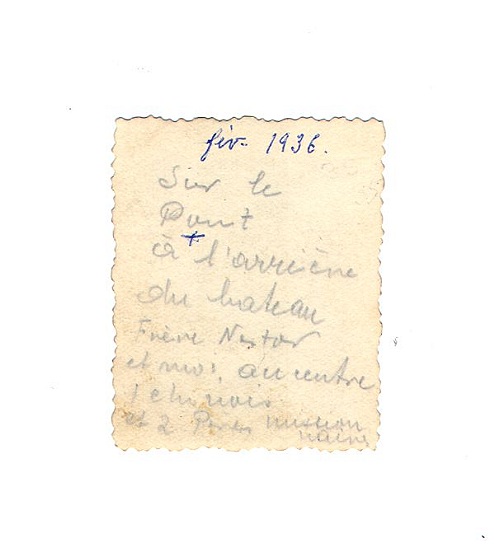 fév. 1936.
Sur le
Pont
+
à l'arrière
du bateau
Frère Nestor
et moi, au centre
1 chinois
et 2 Pères mission
naires